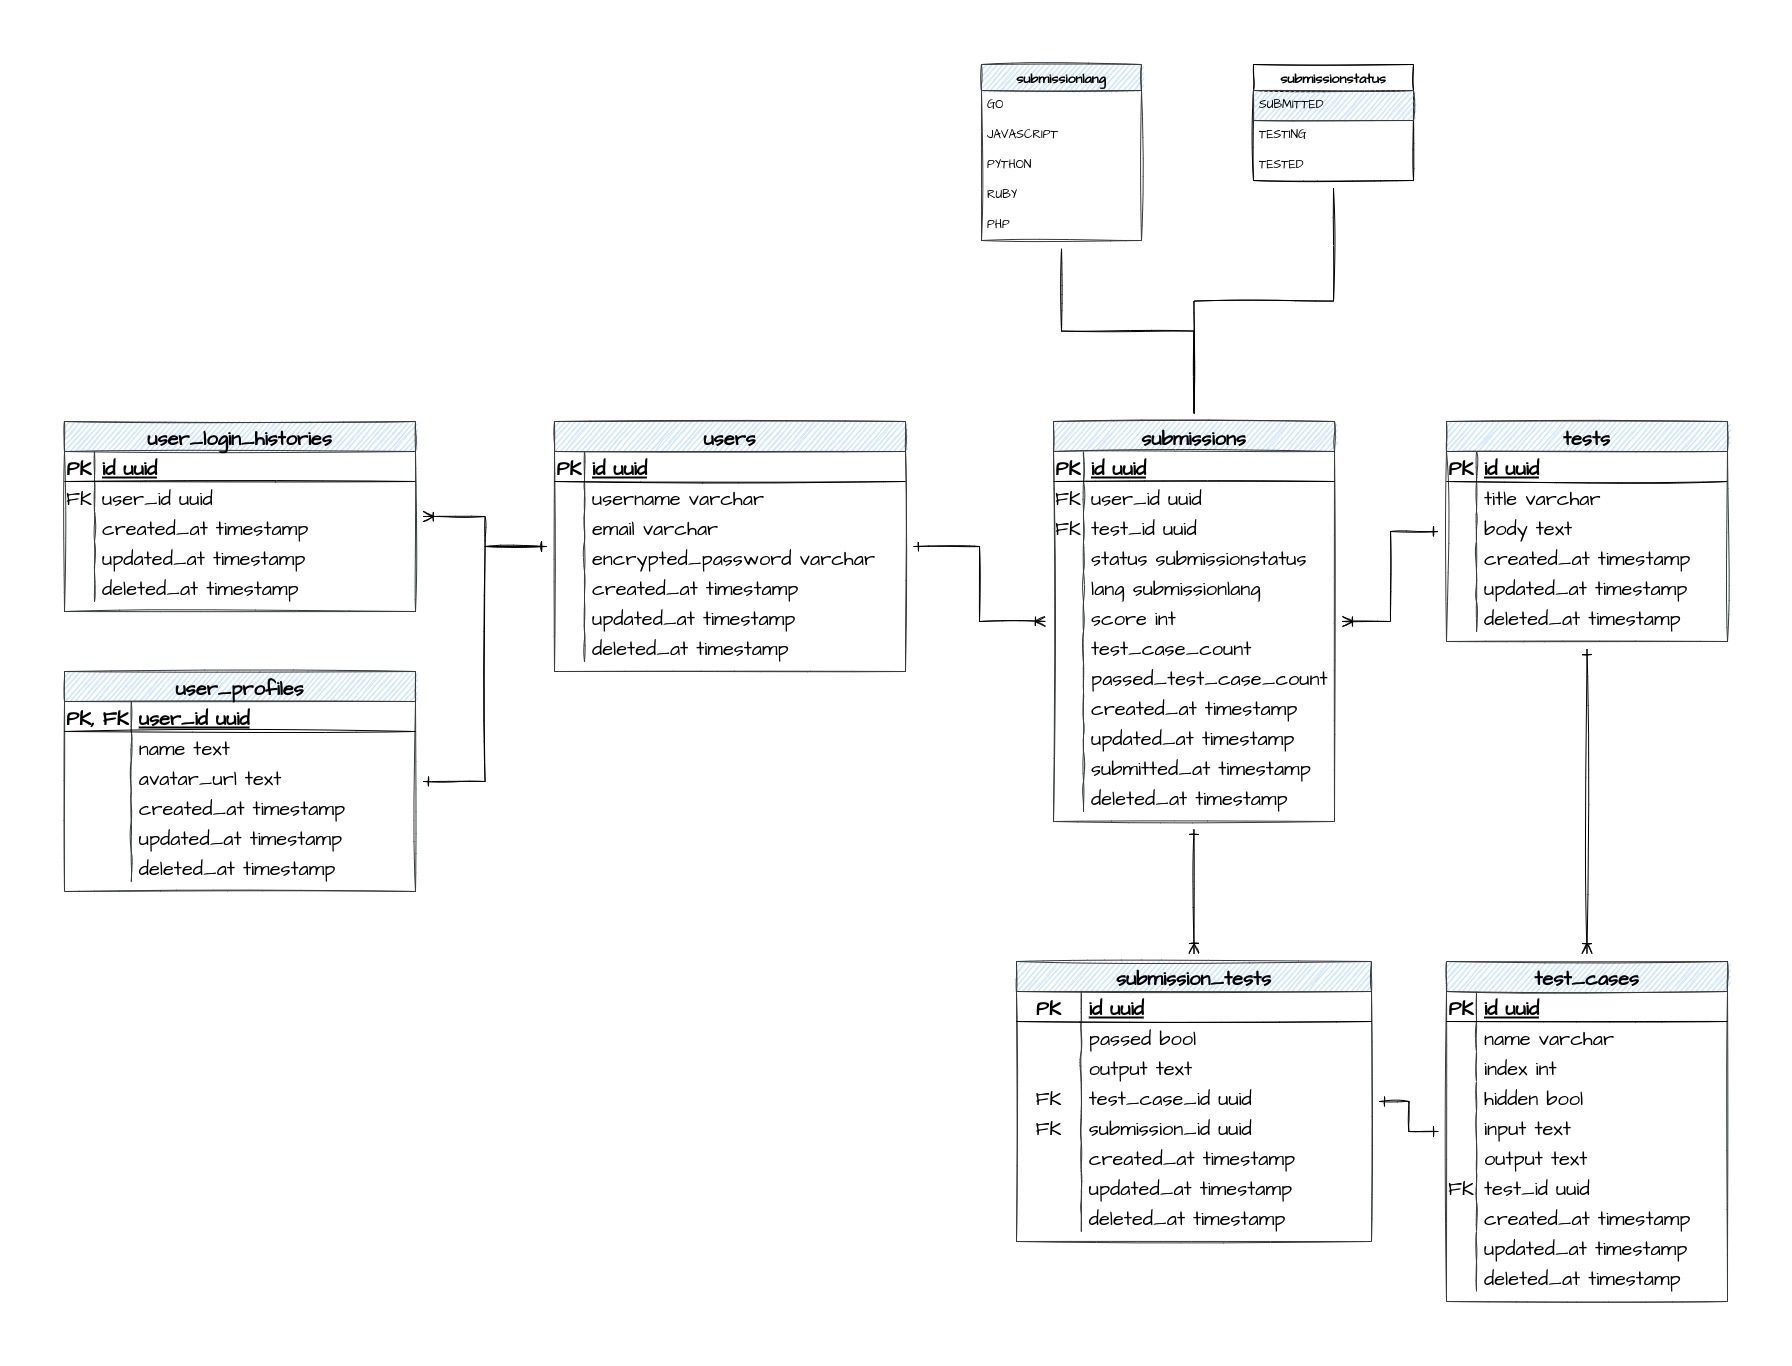 submissionlang
GO
JAVASCRIPT
PYTHON
RUBY
PHP
submissionstatus
SUBMITTED
TESTING
TESTED
user_login_histories
PK id uuid
FK user_id uuid
created_at timestamp
updated_at timestamp
deleted_at timestamp
users
PK id uuid
username varchar
email varchar
encrypted_password varchar
created_at timestamp
updated_at timestamp
deleted_at timestamp
submissions
PK id uuid
FK user_id uuid
FK test_id uuid
status submissionstatus
lang submissionlang
score int
test_case_count
passed_test_case_count
created_at timestamp
updated_at timestamp
submitted_at timestamp
deleted_at timestamp
tests
PK id uuid
title varchar
body text
created_at timestamp
updated_at timestamp
deleted_at timestamp
user_profiles
PK, FK user_id uuid
name text
avatar_url text
created_at timestamp
updated_at timestamp
deleted_at timestamp
submission_tests
PK id uuid
passed bool
output text
FK test_case_id uuid
FK submission_id uuid
created_at timestamp
updated_at timestamp
deleted_at timestamp
test_cases
PK id uuid
name varchar
index int
hidden bool
input text
output text
FK test_id uuid
created_at timestamp
updated_at timestamp
deleted_at timestamp